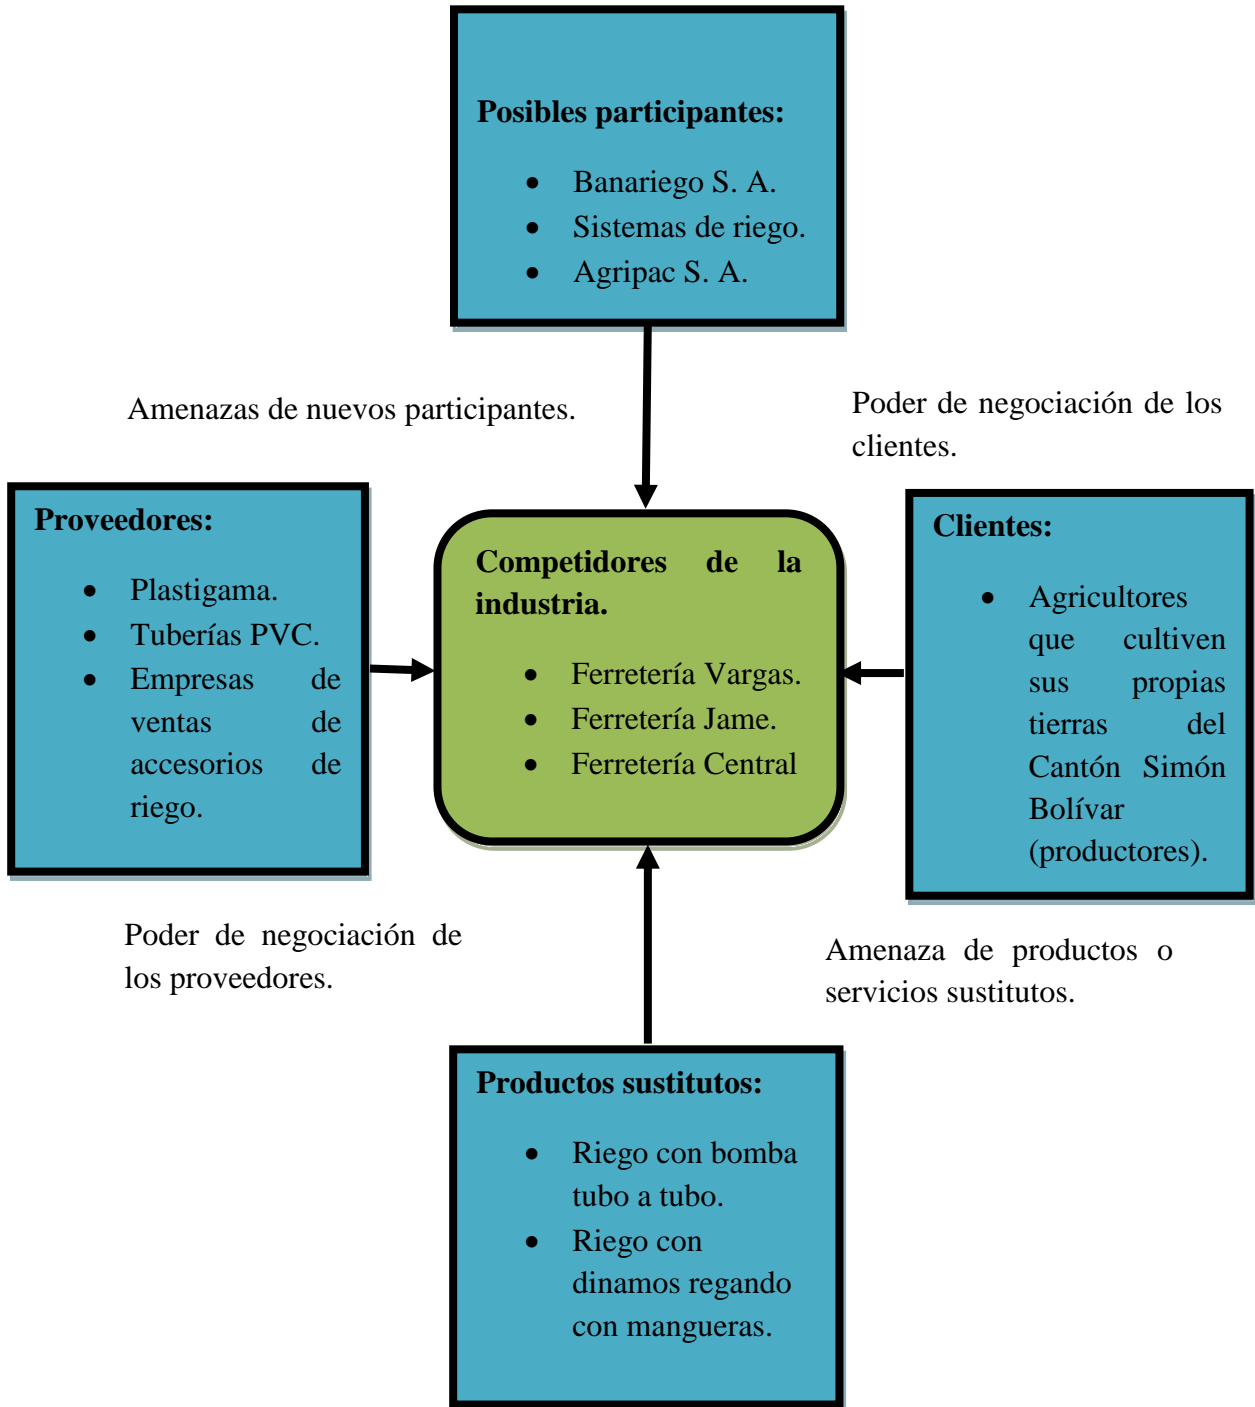 Posibles participantes:
• Banariego S. A.
• Sistemas de riego.
• Agripac S. A.
Amenazas de nuevos participantes.
Poder de negociación de los
clientes.
Proveedores:
• Plastigama.
• Tuberías PVC.
• Empresas de
ventas de
accesorios de
riego.
Competidores de la
industria.
• Ferretería Vargas.
• Ferretería Jame.
• Ferretería Central
Clientes:
• Agricultores
que cultiven
sus propias
tierras del
Cantón Simón
Bolívar
(productores).
Poder de negociación de
los proveedores.
Amenaza de productos o
servicios sustitutos.
Productos sustitutos:
• Riego con bomba
tubo a tubo.
• Riego con
dinamos regando
con mangueras.